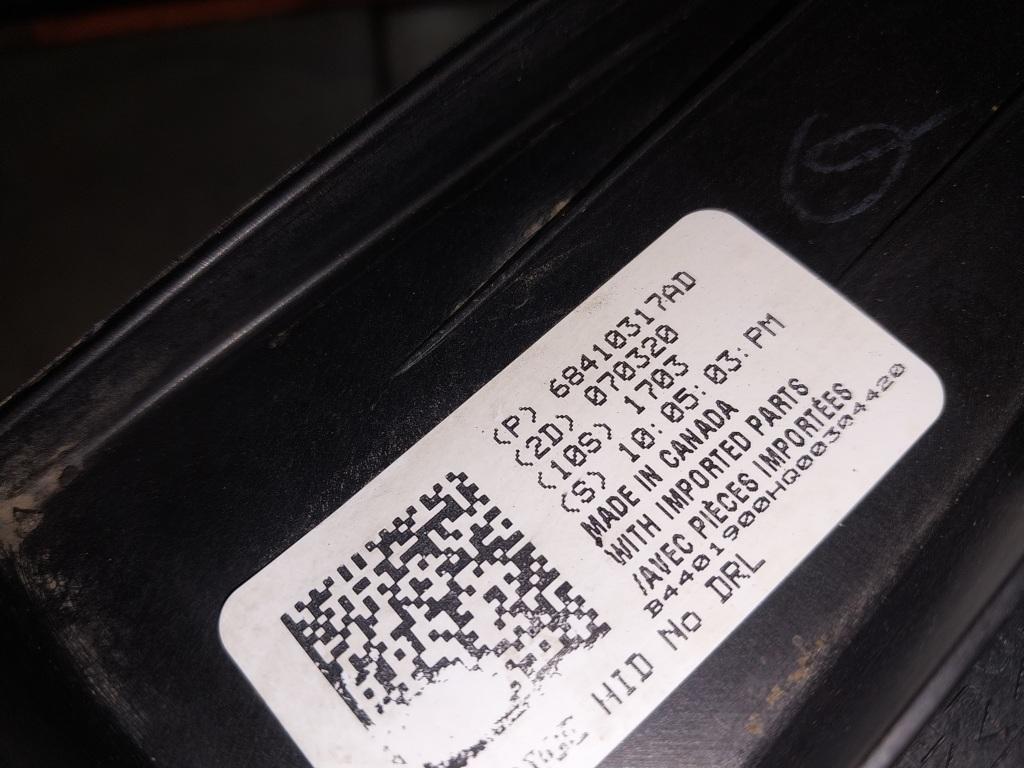 (P) 68410317AD
(2D) 070320
(10S) 1703
(S) 10:05:03:PM
MADE IN CANADA
WITH IMPORTED PARTS
/AVEC PIÈCES IMPORTÉES
B4401900HQ00304420
HID No DRL